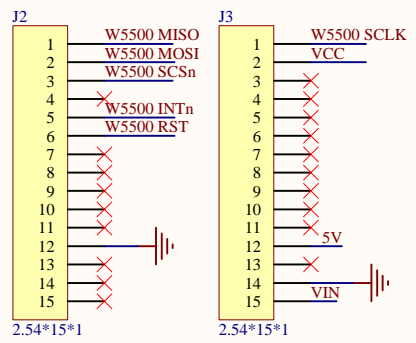 J2
1 W5500 MISO
2 W5500 MOSI
3 W5500 SCSn
4
5 W5500 INTn
6 W5500 RST
7
8
9
10
11
12
13
14
15
2.54*15*1
J3
1 W5500 SCLK
2 VCC
3
4
5
6
7
8
9
10
11
12 5V
13
14
15 VIN
2.54*15*1